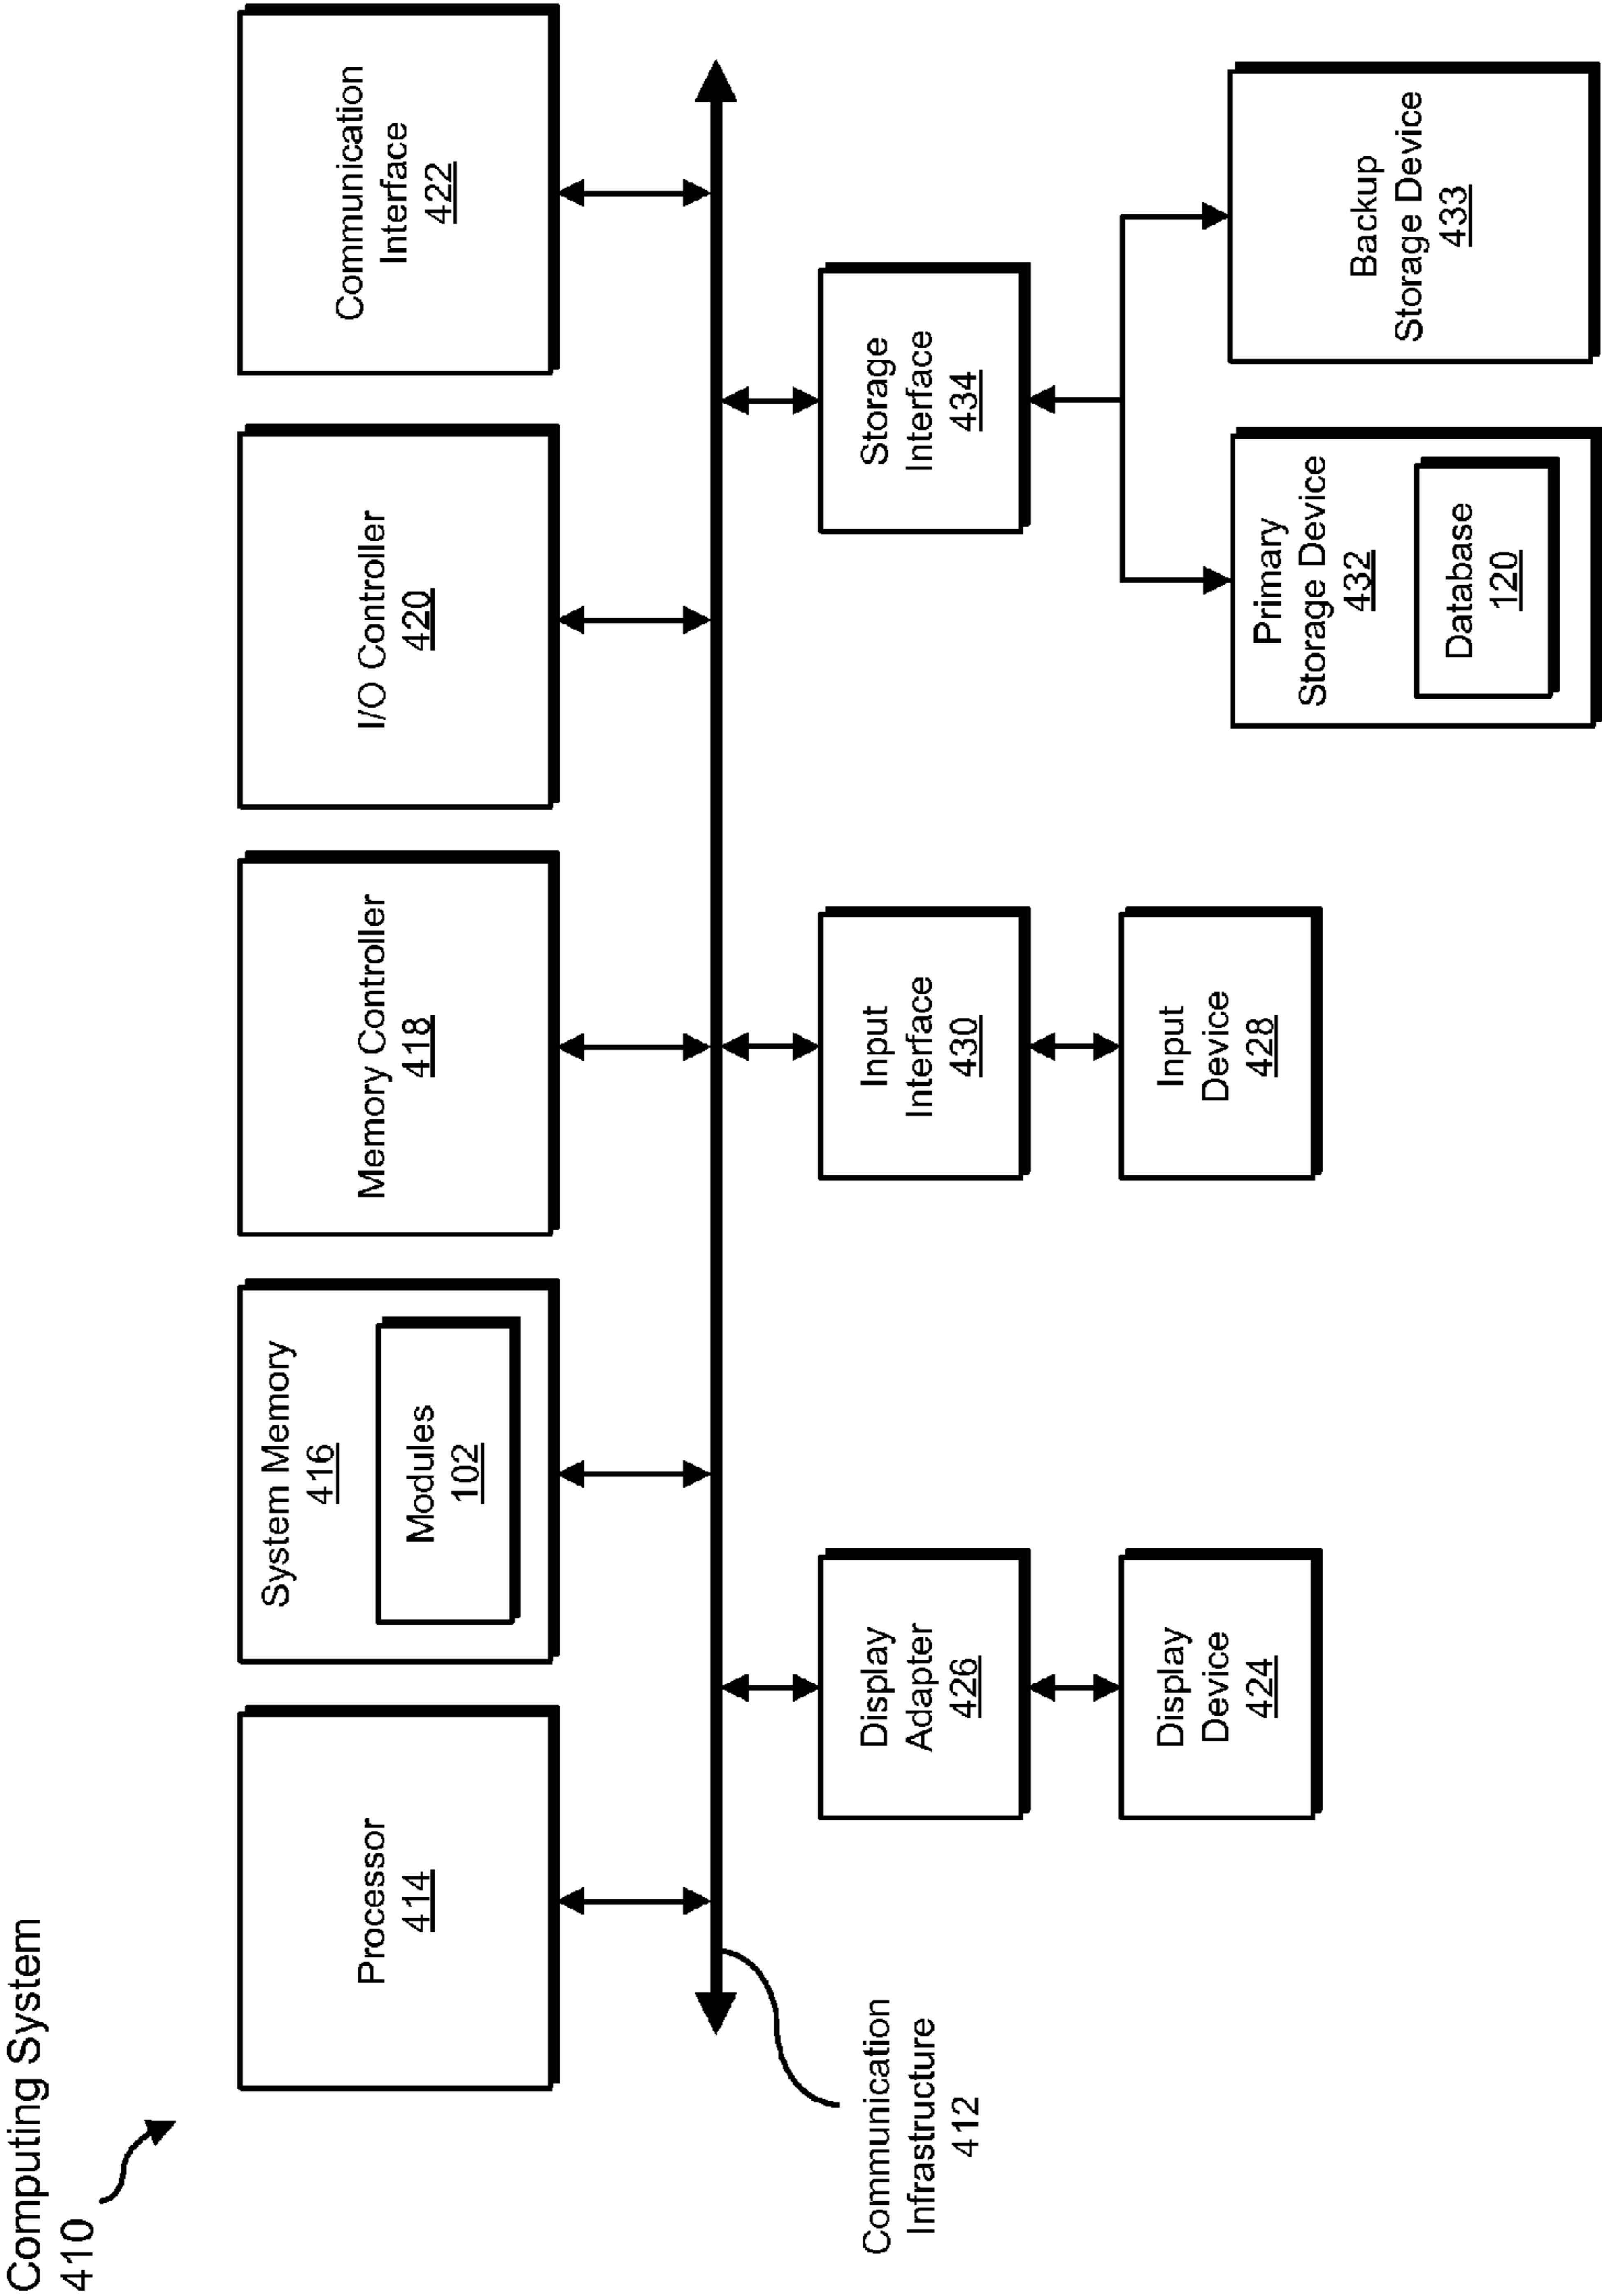 Computing System
410
Processor
414
System Memory
416
Modules
102
Memory Controller
418
I/O Controller
420
Communication
Interface
422
Communication
Infrastructure
412
Display
Adapter
426
Display
Device
424
Input
Interface
430
Input
Device
428
Storage
Interface
434
Primary
Storage Device
432
Database
120
Backup
Storage Device
433